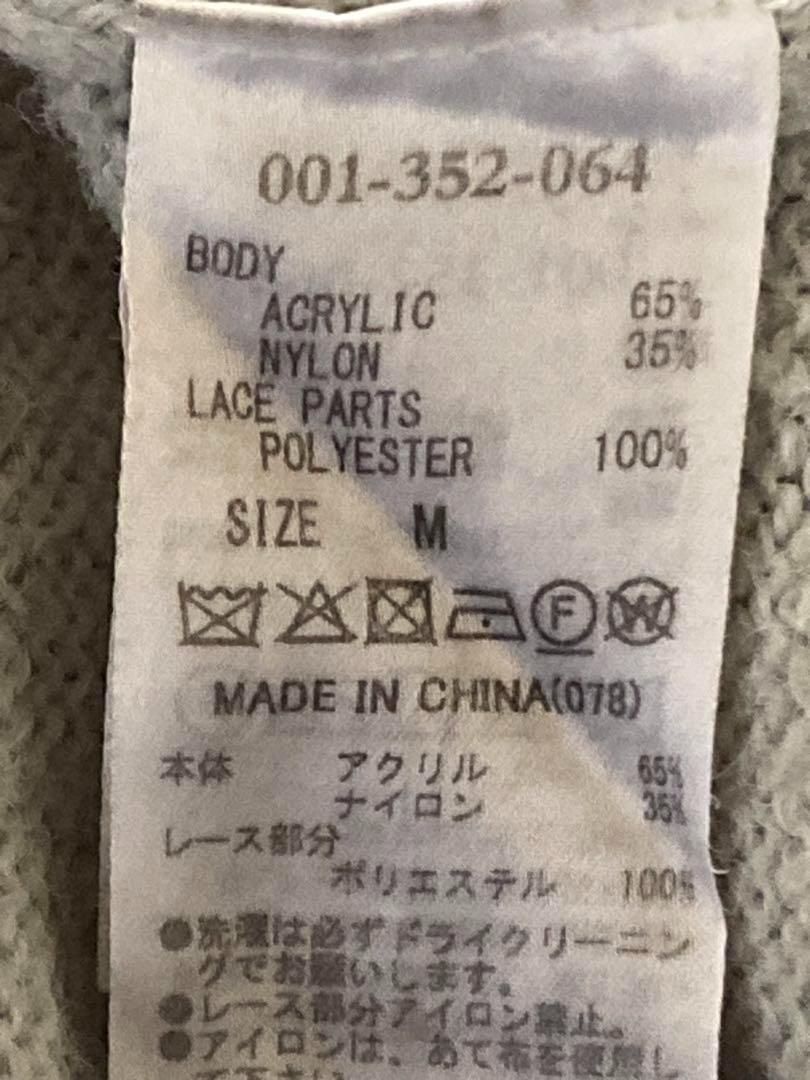 001-352-064
BODY
ACRYLIC 65%
NYLON 35%
LACE PARTS
POLYESTER 100%
SIZE M
F W
MADE IN CHINA(078)
本体 アクリル 65%
ナイロン 35%
レース部分
ポリエステル 100%
●洗濯は必ずドライクリーニン
グでお願いします。
●レース部分アイロン禁止。
●アイロンは、あて布を使用し
て下さい